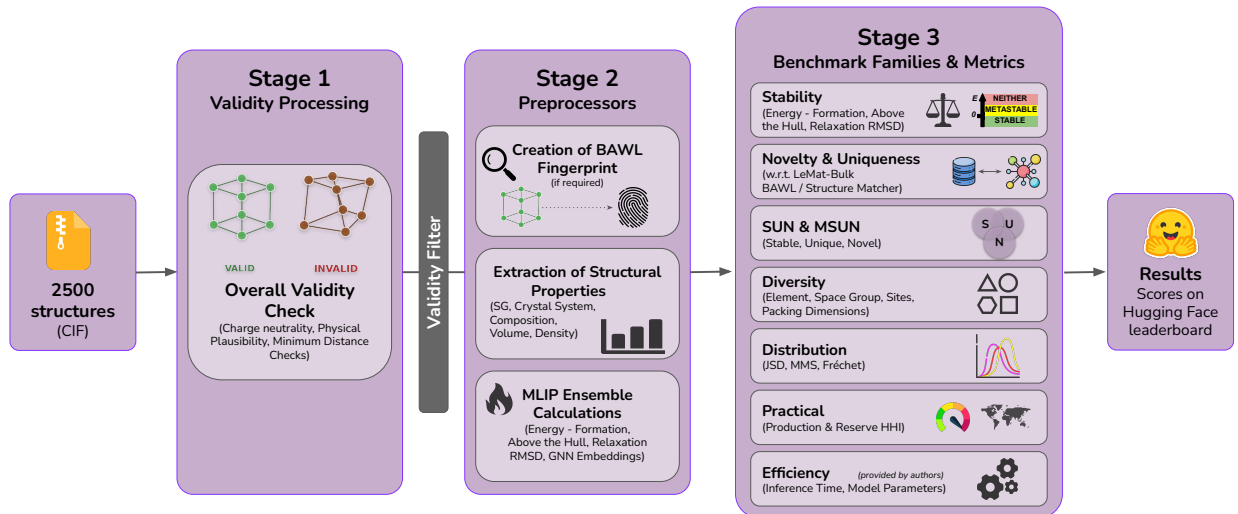 2500
structures
(CIF)
Stage 1
Validity Processing
VALID
INVALID
Overall Validity
Check
(Charge neutrality, Physical
Plausibility, Minimum Distance
Checks)
Validity Filter
Stage 2
Preprocessors
Creation of BAWL
Fingerprint
(if required)
Extraction of Structural
Properties
(SG, Crystal System,
Composition,
Volume, Density)
MLIP Ensemble
Calculations
(Energy - Formation,
Above the Hull, Relaxation
RMSD, GNN Embeddings)
Stage 3
Benchmark Families & Metrics
Stability
(Energy - Formation, Above
the Hull, Relaxation RMSD)
E
0
NEITHER
METASTABLE
STABLE
Novelty & Uniqueness
(w.r.t. LeMat-Bulk
BAWL / Structure Matcher)
SUN & MSUN
(Stable, Unique, Novel)
S
U
N
Diversity
(Element, Space Group, Sites,
Packing Dimensions)
Distribution
(JSD, MMS, Fréchet)
Practical
(Production & Reserve HHI)
Efficiency
(provided by authors)
(Inference Time, Model Parameters)
Results
Scores on
Hugging Face
leaderboard